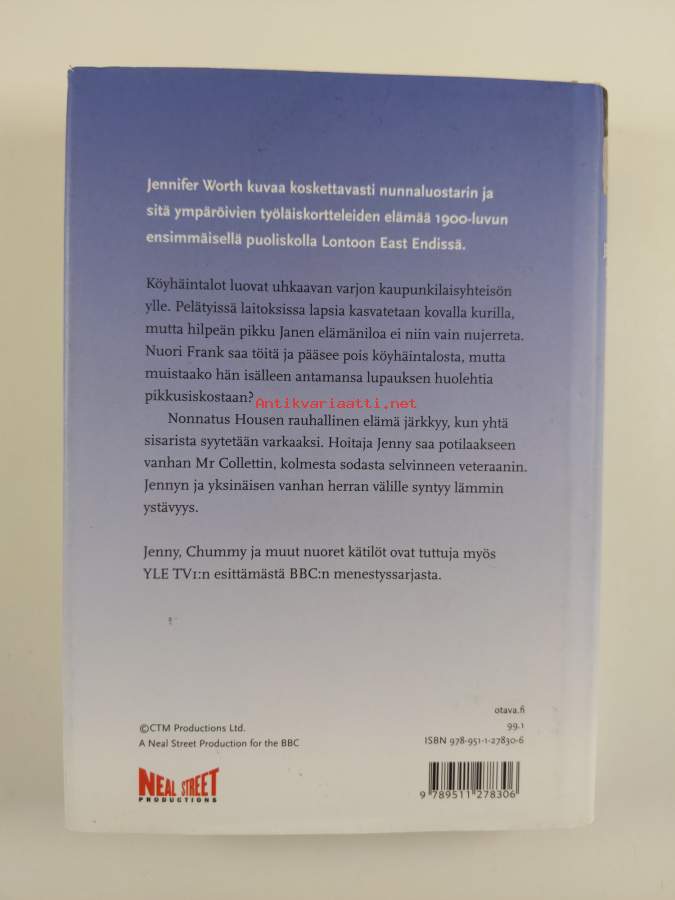 Jennifer Worth kuvaa koskettavasti nunnaluostarin ja
sitä ympäröivien työläiskortteleiden elämää 1900-luvun
ensimmäisellä puoliskolla Lontoon East Endissä.
Köyhäintalot luovat uhkaavan varjon kaupunkilaisyhteisön
ylle. Pelätyissä laitoksissa lapsia kasvatetaan kovalla kurilla,
mutta hilpeän pikku Janen elämäniloa ei niin vain nujerreta.
Nuori Frank saa töitä ja pääsee pois köyhäintalosta, mutta
muistaako hän isälleen antamansa lupauksen huolehtia
pikkusiskostaan?
Antikvariaatti.net
Nonnatus Housen rauhallinen elämä järkkyy, kun yhtä
sisarista syytetään varkaaksi. Hoitaja Jenny saa potilaakseen
vanhan Mr Collettin, kolmesta sodasta selvinneen veteraanin.
Jennyn ja yksinäisen vanhan herran välille syntyy lämmin
ystävyys.
Jenny, Chummy ja muut nuoret kätilöt ovat tuttuja myös
YLE TV1:n esittämästä BBC:n menestyssarjasta.
otava.fi
99.1
ISBN 978-951-1-27830-6
©CTM Productions Ltd.
A Neal Street Production for the BBC
NEAL STREET
PRODUCTIONS
9 789511 278306